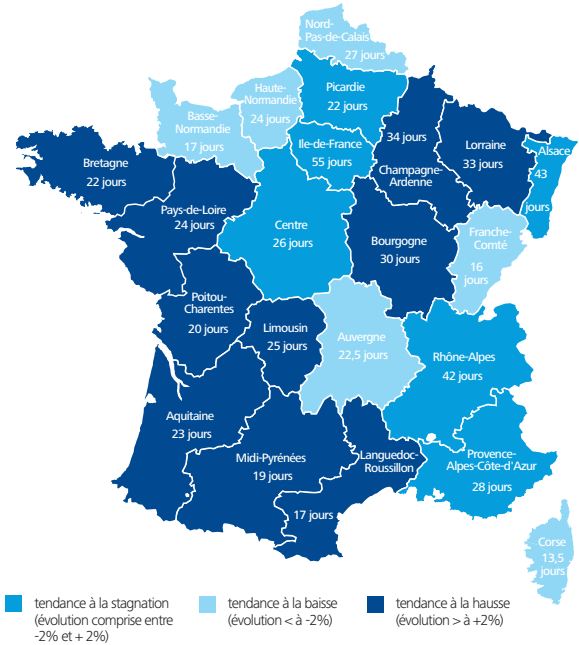 Nord-
Pas-de-Calais
27 jours
Haute-
Normandie
24 jours
Picardie
22 jours
Basse-
Normandie
17 jours
Ile-de-France
55 jours
34 jours
Champagne-
Ardenne
Lorraine
33 jours
Alsace
43
jours
Bretagne
22 jours
Pays-de-Loire
24 jours
Centre
26 jours
Bourgogne
30 jours
Franche-
Comté
16
jours
Poitou-
Charentes
20 jours
Limousin
25 jours
Auvergne
22,5 jours
Rhône-Alpes
42 jours
Aquitaine
23 jours
Midi-Pyrénées
19 jours
Languedoc-
Roussillon
17 jours
Provence-
Alpes-Côte-d'Azur
28 jours
Corse
13,5
jours
tendance à la stagnation
(évolution comprise entre
-2% et + 2%)
tendance à la baisse
(évolution < à -2%)
tendance à la hausse
(évolution > à +2%)